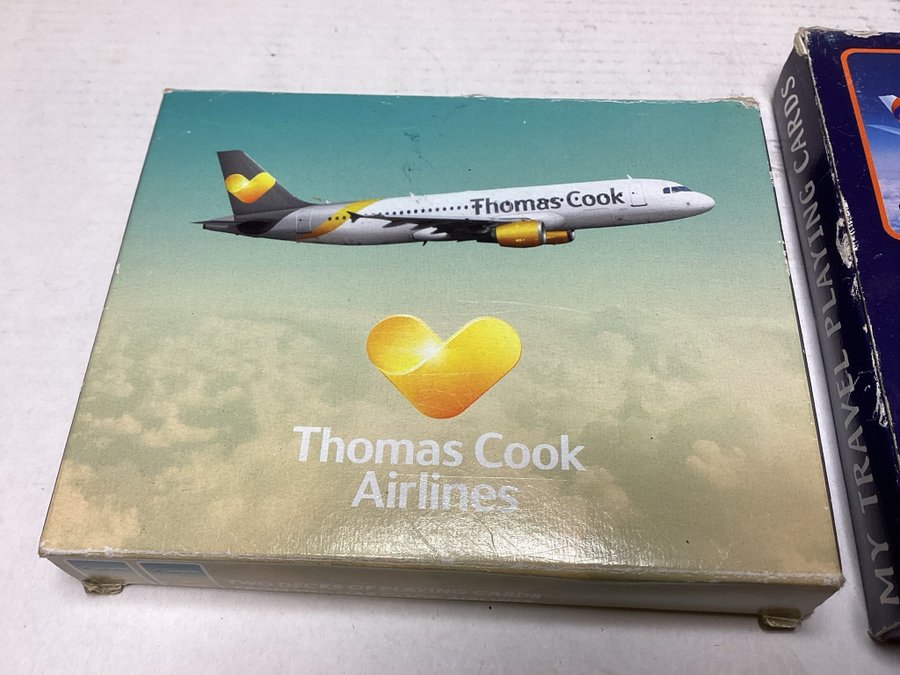 Thomas Cook
Thomas Cook
Airlines
TWO DECKS OF PLAYING CARDS
MY TRAVEL PLAYING CARDS